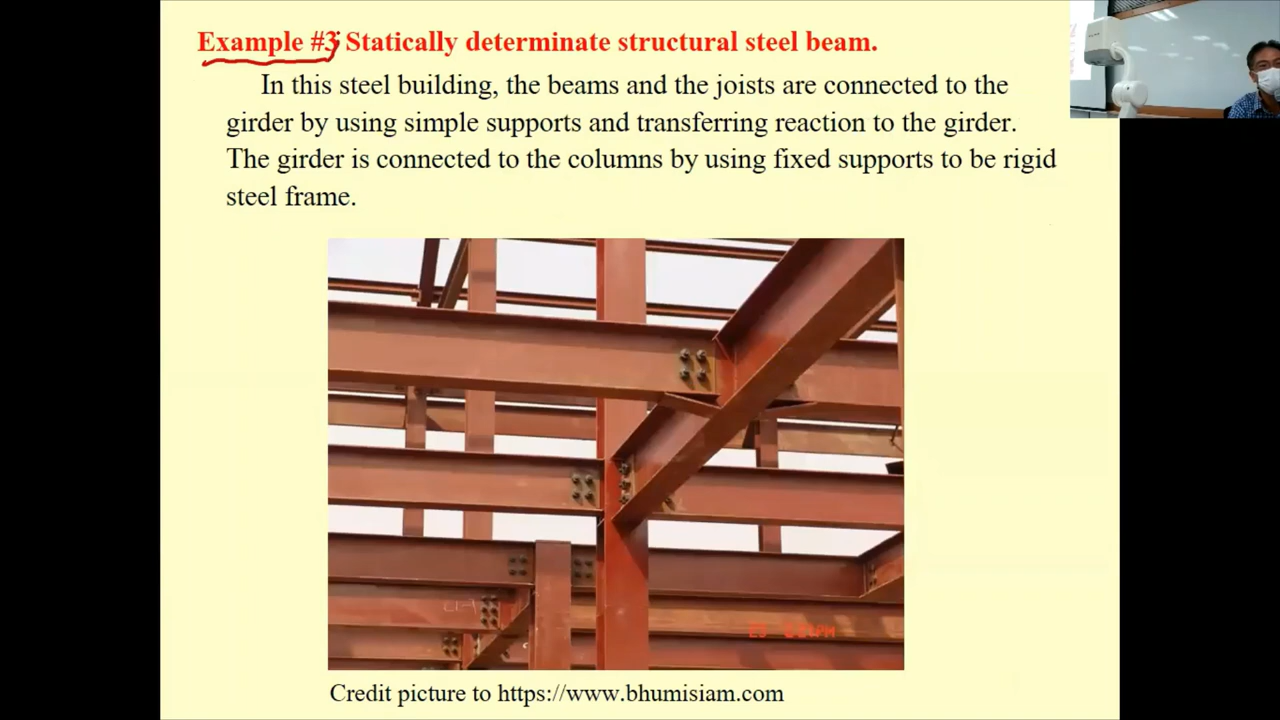 Example #3 Statically determinate structural steel beam.
In this steel building, the beams and the joists are connected to the
girder by using simple supports and transferring reaction to the girder.
The girder is connected to the columns by using fixed supports to be rigid
steel frame.
Credit picture to https://www.bhumisiam.com